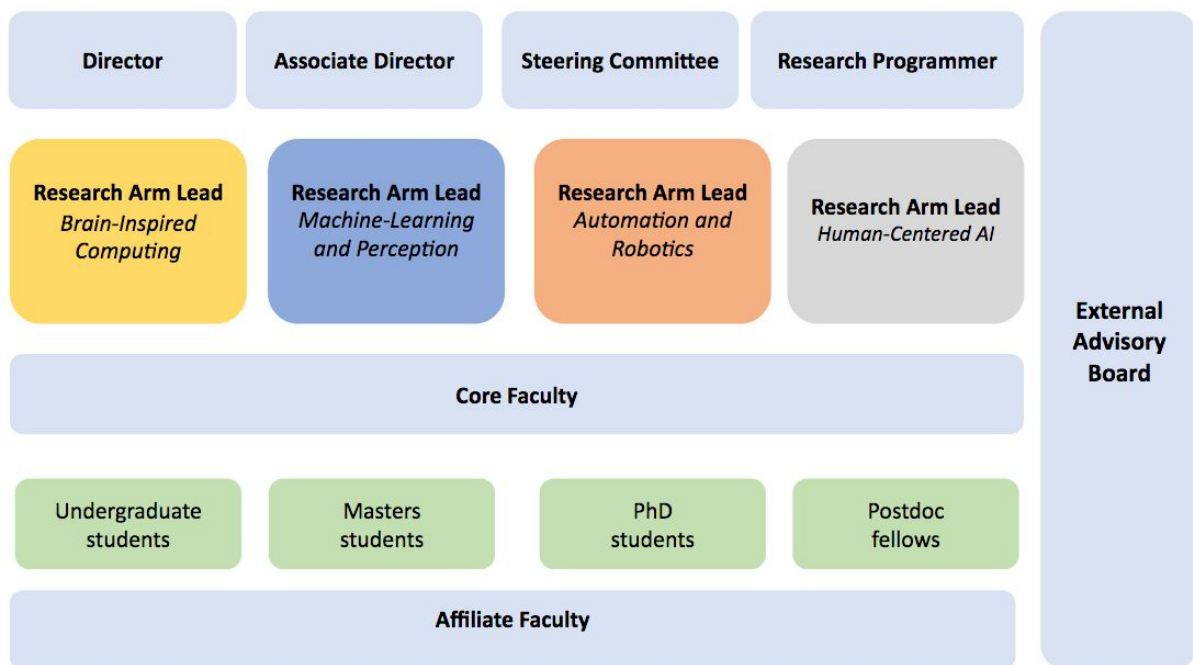 Director
Associate Director
Steering Committee
Research Programmer
Research Arm Lead
Brain-Inspired
Computing
Research Arm Lead
Machine-Learning
and Perception
Research Arm Lead
Automation and
Robotics
Research Arm Lead
Human-Centered AI
External
Advisory
Board
Core Faculty
Undergraduate
students
Masters
students
PhD
students
Postdoc
fellows
Affiliate Faculty